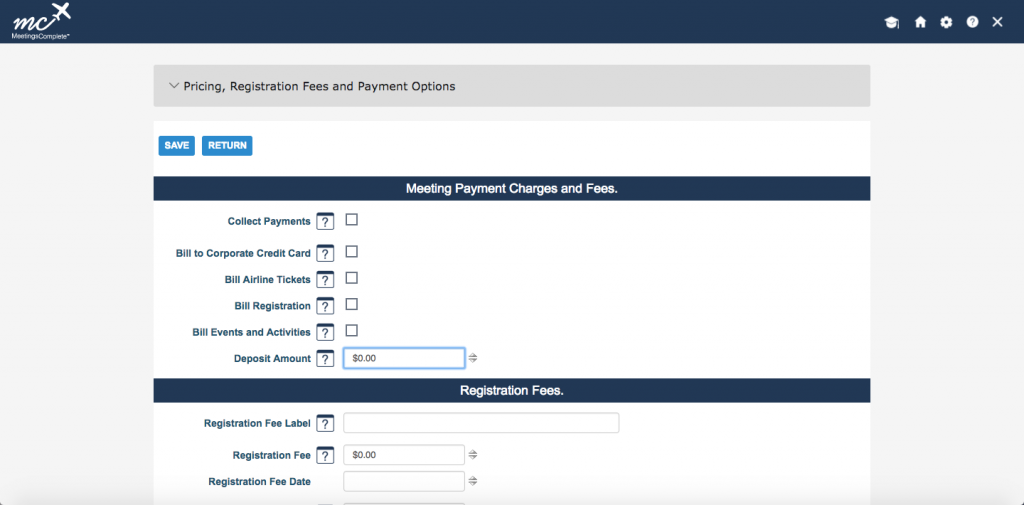 mc
MeetingsComplete™
Pricing, Registration Fees and Payment Options
SAVE RETURN
Meeting Payment Charges and Fees.
Collect Payments ?
Bill to Corporate Credit Card ?
Bill Airline Tickets ?
Bill Registration ?
Bill Events and Activities ?
Deposit Amount ? $0.00
Registration Fees.
Registration Fee Label ?
Registration Fee ? $0.00
Registration Fee Date